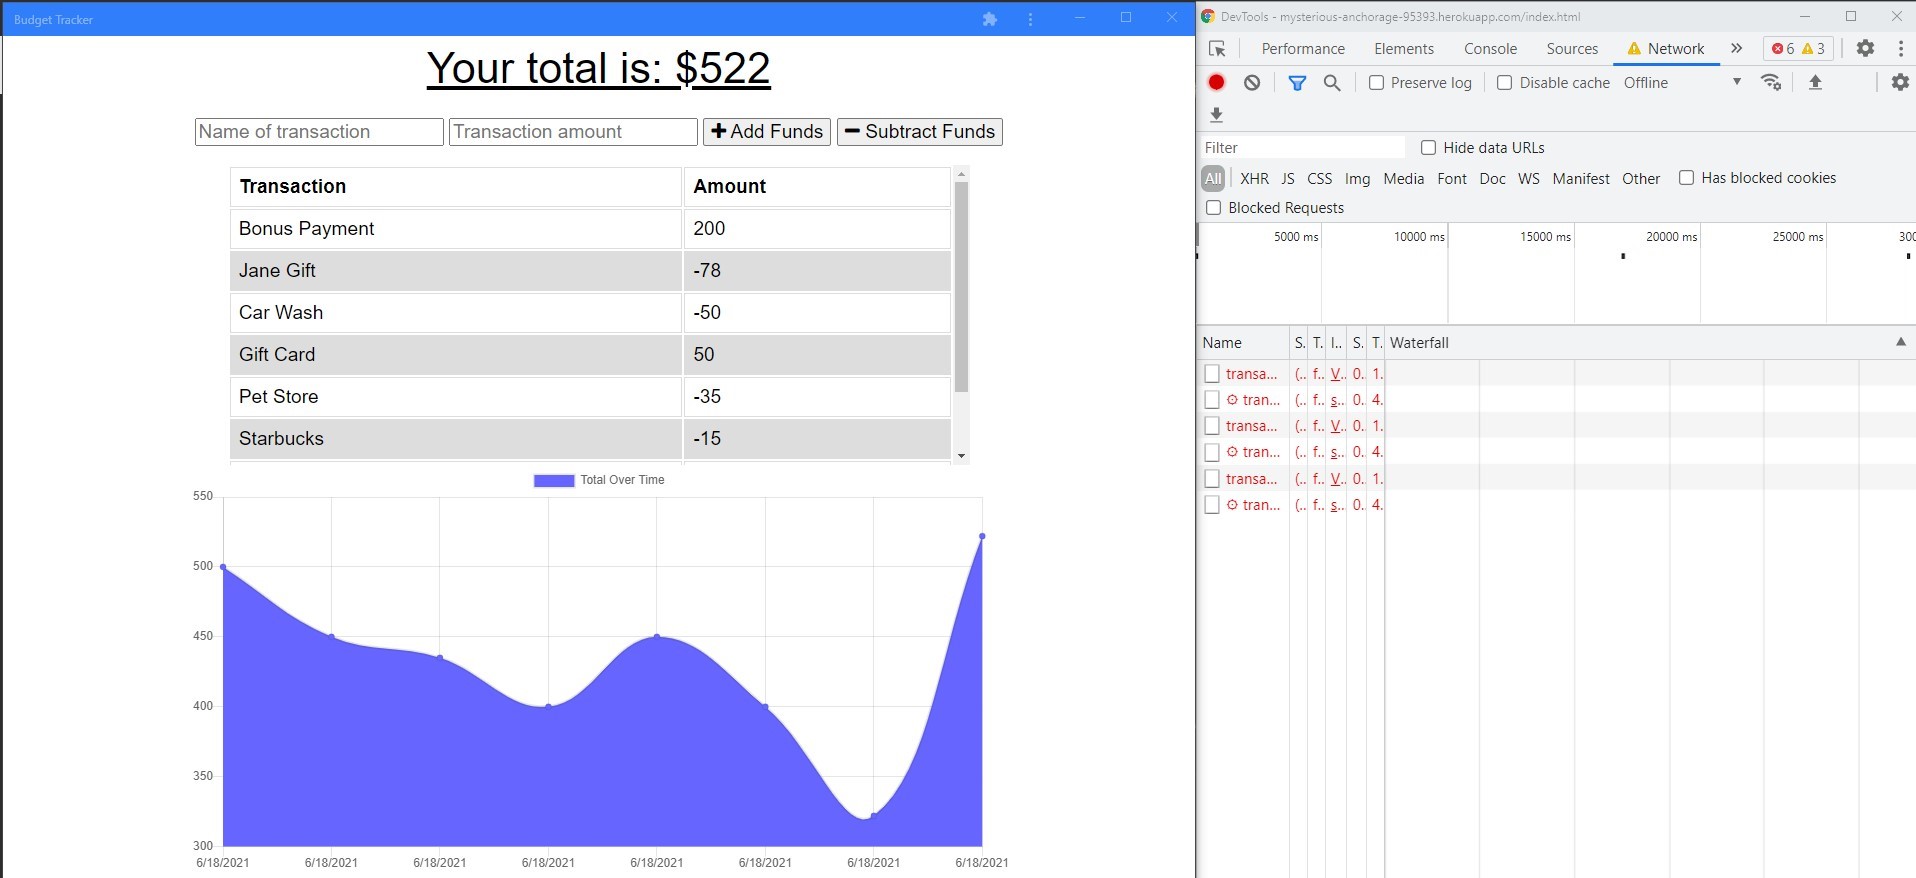 Budget Tracker
Your total is: $522
Name of transaction Transaction amount Add Funds Subtract Funds
Transaction Amount
Bonus Payment 200
Jane Gift -78
Car Wash -50
Gift Card 50
Pet Store -35
Starbucks -15
Total Over Time
550
500
450
400
350
300
6/18/2021 6/18/2021 6/18/2021 6/18/2021 6/18/2021 6/18/2021 6/18/2021 6/18/2021
DevTools - mysterious-anchorage-95393.herokuapp.com/index.html
Performance Elements Console Sources Network » 6 3
Preserve log Disable cache Offline
Filter Hide data URLs
All XHR JS CSS Img Media Font Doc WS Manifest Other Has blocked cookies
Blocked Requests
5000 ms 10000 ms 15000 ms 20000 ms 25000 ms 300
Name S. T. I.. S. T. Waterfall
transa... (.. f.. V.. 0.. 1.
tran... (.. f.. s.. 0.. 4.
transa... (.. f.. V.. 0.. 1.
tran... (.. f.. s.. 0.. 4.
transa... (.. f.. V.. 0.. 1.
tran... (.. f.. s.. 0.. 4.